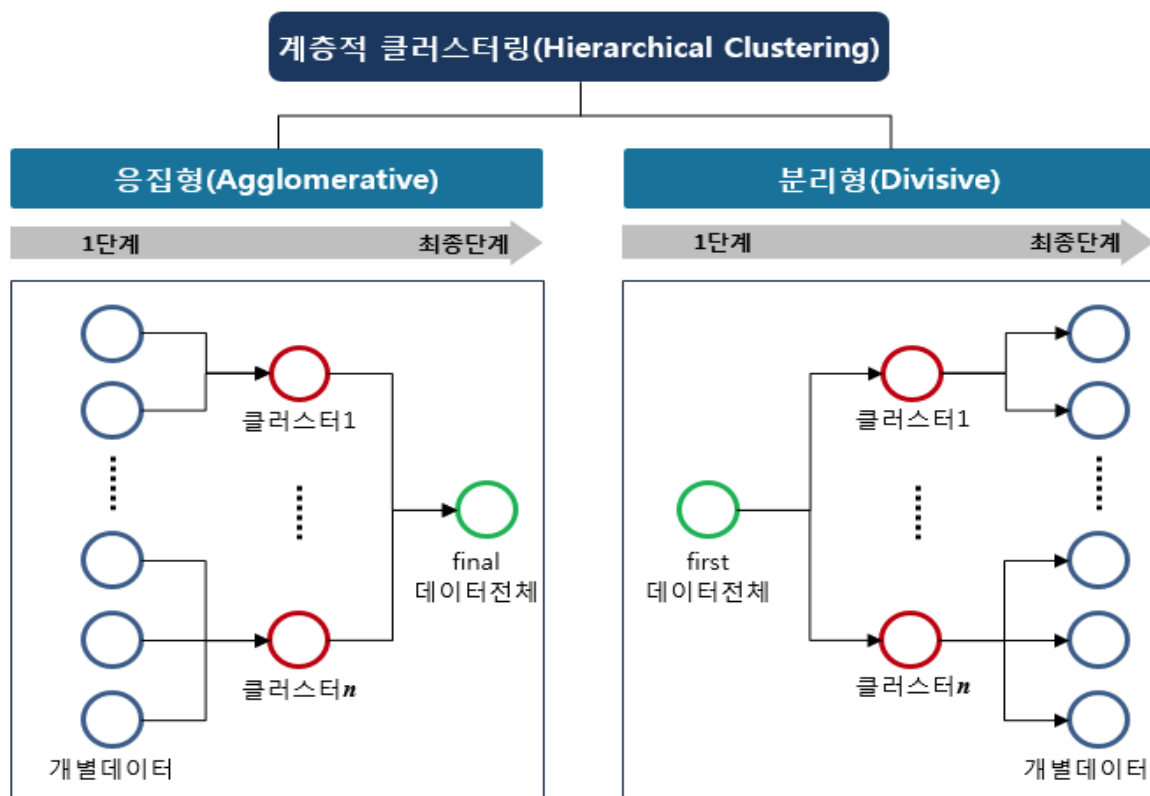 계층적 클러스터링(Hierarchical Clustering)
응집형(Agglomerative)
1단계 최종단계
클러스터1
final
데이터전체
클러스터n
개별데이터
분리형(Divisive)
1단계 최종단계
클러스터1
first
데이터전체
클러스터n
개별데이터